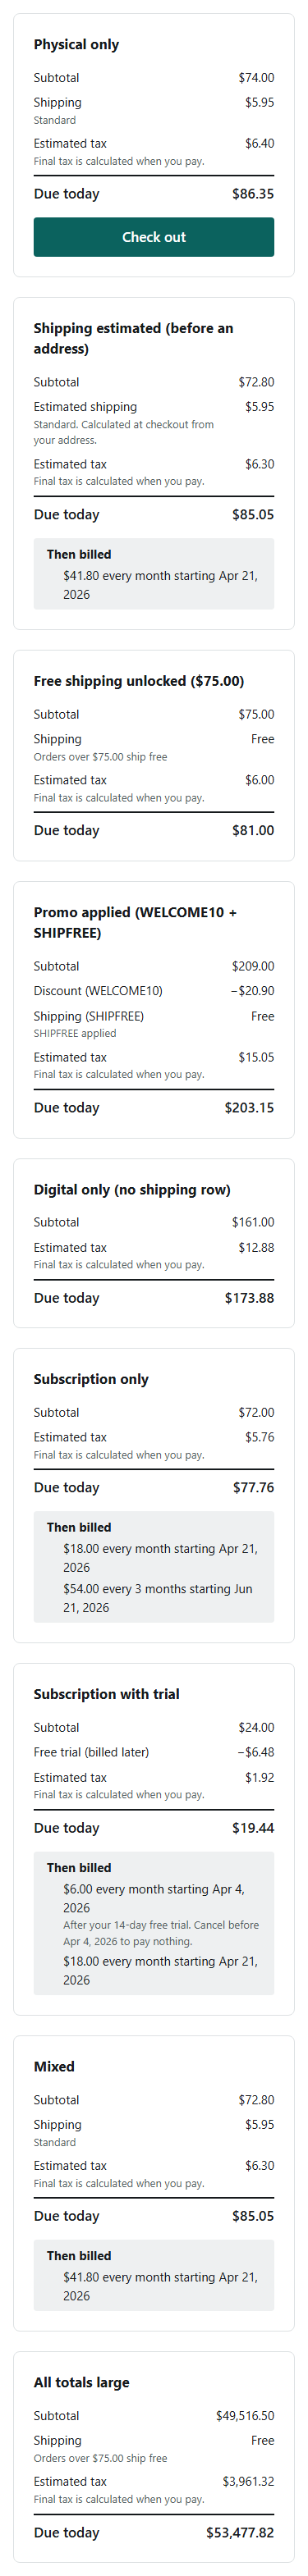 Physical only
Subtotal $74.00
Shipping $5.95
Standard
Estimated tax $6.40
Final tax is calculated when you pay.
Due today $86.35
Check out
Shipping estimated (before an
address)
Subtotal $72.80
Estimated shipping $5.95
Standard. Calculated at checkout from
your address.
Estimated tax $6.30
Final tax is calculated when you pay.
Due today $85.05
Then billed
$41.80 every month starting Apr 21,
2026
Free shipping unlocked ($75.00)
Subtotal $75.00
Shipping Free
Orders over $75.00 ship free
Estimated tax $6.00
Final tax is calculated when you pay.
Due today $81.00
Promo applied (WELCOME10 +
SHIPFREE)
Subtotal $209.00
Discount (WELCOME10) −$20.90
Shipping (SHIPFREE) Free
SHIPFREE applied
Estimated tax $15.05
Final tax is calculated when you pay.
Due today $203.15
Digital only (no shipping row)
Subtotal $161.00
Estimated tax $12.88
Final tax is calculated when you pay.
Due today $173.88
Subscription only
Subtotal $72.00
Estimated tax $5.76
Final tax is calculated when you pay.
Due today $77.76
Then billed
$18.00 every month starting Apr 21,
2026
$54.00 every 3 months starting Jun
21, 2026
Subscription with trial
Subtotal $24.00
Free trial (billed later) −$6.48
Estimated tax $1.92
Final tax is calculated when you pay.
Due today $19.44
Then billed
$6.00 every month starting Apr 4,
2026
After your 14-day free trial. Cancel before
Apr 4, 2026 to pay nothing.
$18.00 every month starting Apr 21,
2026
Mixed
Subtotal $72.80
Shipping $5.95
Standard
Estimated tax $6.30
Final tax is calculated when you pay.
Due today $85.05
Then billed
$41.80 every month starting Apr 21,
2026
All totals large
Subtotal $49,516.50
Shipping Free
Orders over $75.00 ship free
Estimated tax $3,961.32
Final tax is calculated when you pay.
Due today $53,477.82